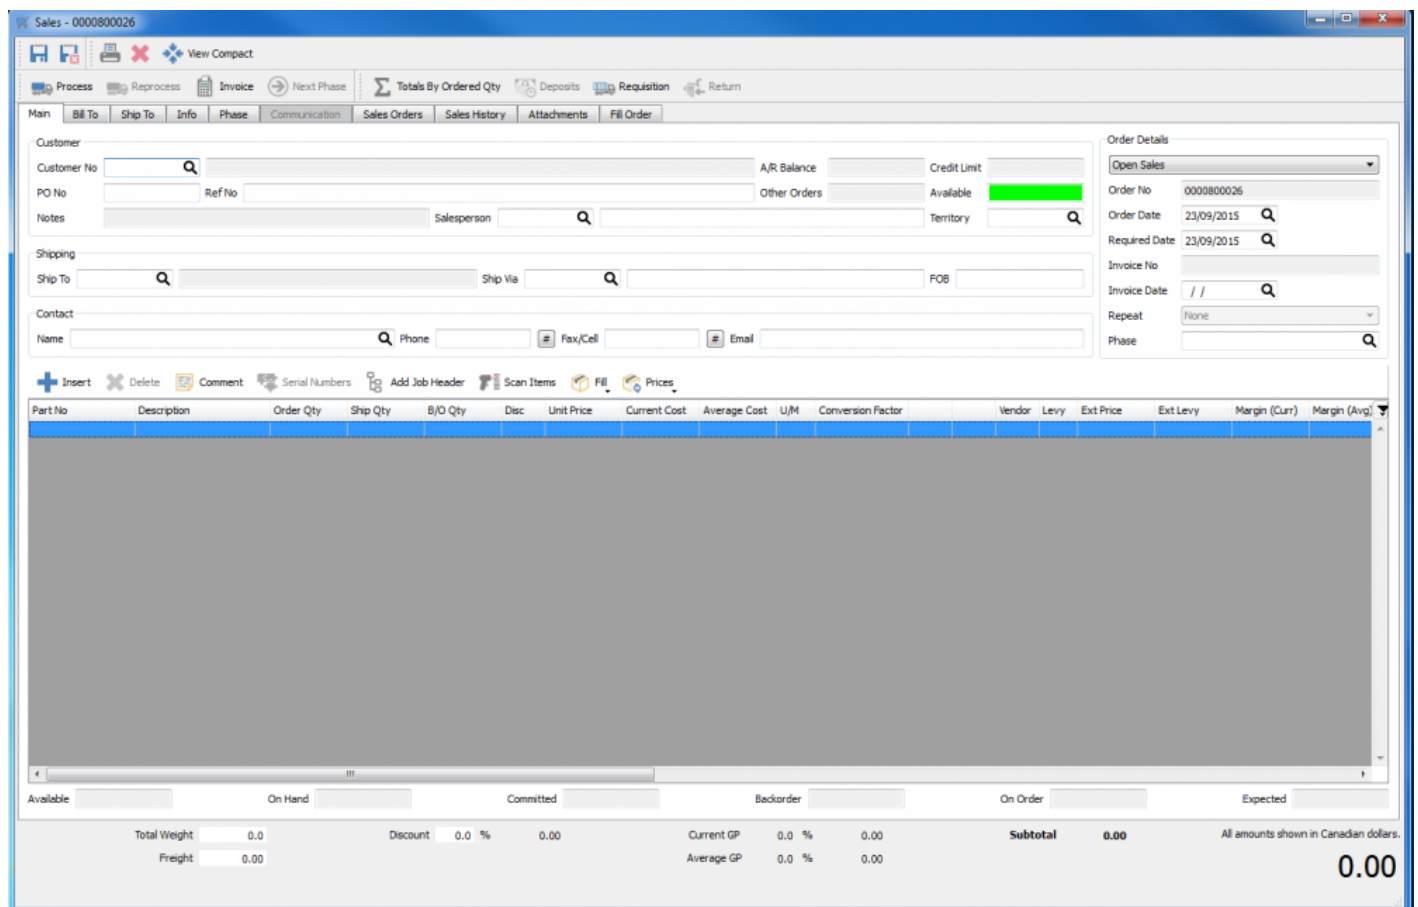 Sales - 0000800026
View Compact
Process Reprocess Invoice Next Phase Totals By Ordered Qty Deposits Requisition Return
Main Bill To Ship To Info Phase Communication Sales Orders Sales History Attachments Fill Order
Customer
Customer No A/R Balance Credit Limit
PO No Ref No Other Orders Available
Notes Salesperson Territory
Shipping
Ship To Ship Via FOB
Contact
Name Phone # Fax/Cell # Email
Order Details
Open Sales
Order No 0000800026
Order Date 23/09/2015
Required Date 23/09/2015
Invoice No
Invoice Date / /
Repeat None
Phase
Insert Delete Comment Serial Numbers Add Job Header Scan Items Fill Prices
Part No Description Order Qty Ship Qty B/O Qty Disc Unit Price Current Cost Average Cost U/M Conversion Factor Vendor Levy Ext Price Ext Levy Margin (Curr) Margin (Avg)
Available On Hand Committed Backorder On Order Expected
Total Weight 0.0 Discount 0.0 % 0.00 Current GP 0.0 % 0.00 Subtotal 0.00 All amounts shown in Canadian dollars.
Freight 0.00 Average GP 0.0 % 0.00 0.00